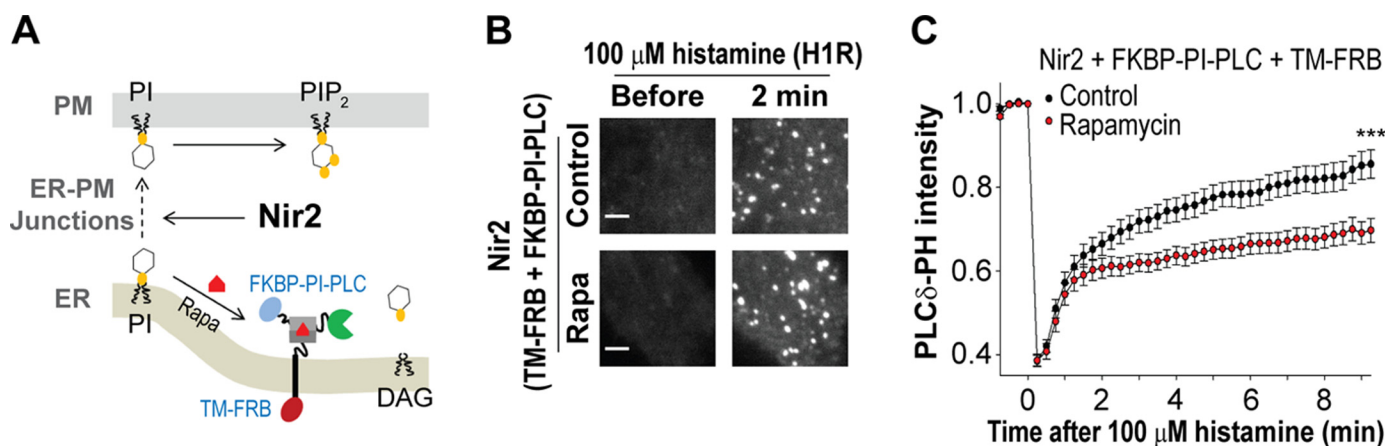 A
PM
PI
PIP2
ER-PM
Junctions
Nir2
ER
PI
Rapa
FKBP-PI-PLC
TM-FRB
DAG
B
100 μM histamine (H1R)
Before
2 min
Nir2
(TM-FRB + FKBP-PI-PLC)
Control
Rapa
C
Nir2 + FKBP-PI-PLC + TM-FRB
Control
Rapamycin
***
PLCδ-PH intensity
1.0
0.8
0.6
0.4
0
2
4
6
8
Time after 100 μM histamine (min)